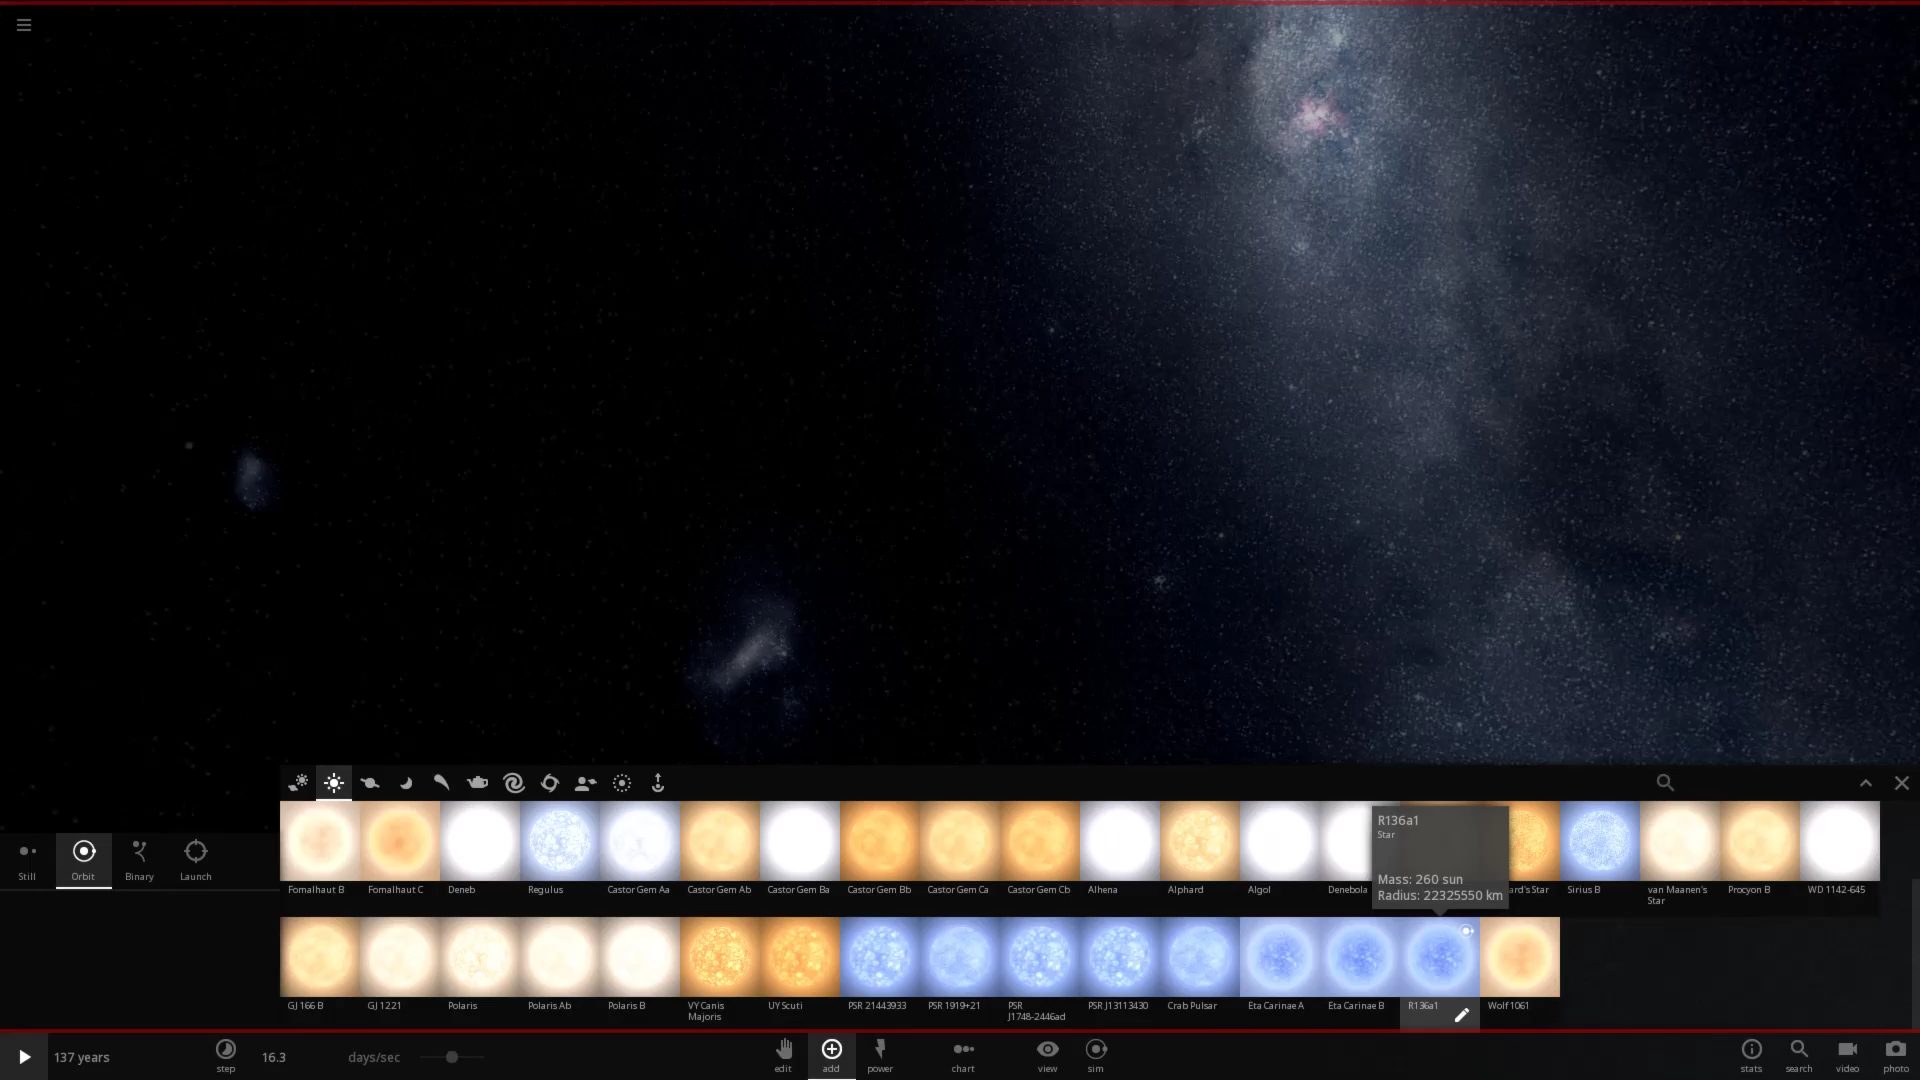 R136a1
Star
Mass: 260 sun
Radius: 22325550 km
Still
Orbit
Binary
Launch
Fomalhaut B
Fomalhaut C
Deneb
Regulus
Castor Gem Aa
Castor Gem Ab
Castor Gem Ba
Castor Gem Bb
Castor Gem Ca
Castor Gem Cb
Alhena
Alphard
Algol
Denebola
ard's Star
Sirius B
van Maanen's
Star
Procyon B
WD 1142-645
GJ 166 B
GJ 1221
Polaris
Polaris Ab
Polaris B
VY Canis
Majoris
UY Scuti
PSR 21443933
PSR 1919+21
PSR
J1748-2446ad
PSR J13113430
Crab Pulsar
Eta Carinae A
Eta Carinae B
R136a1
Wolf 1061
137 years
step
16.3
days/sec
edit
add
power
chart
view
sim
stats
search
video
photo